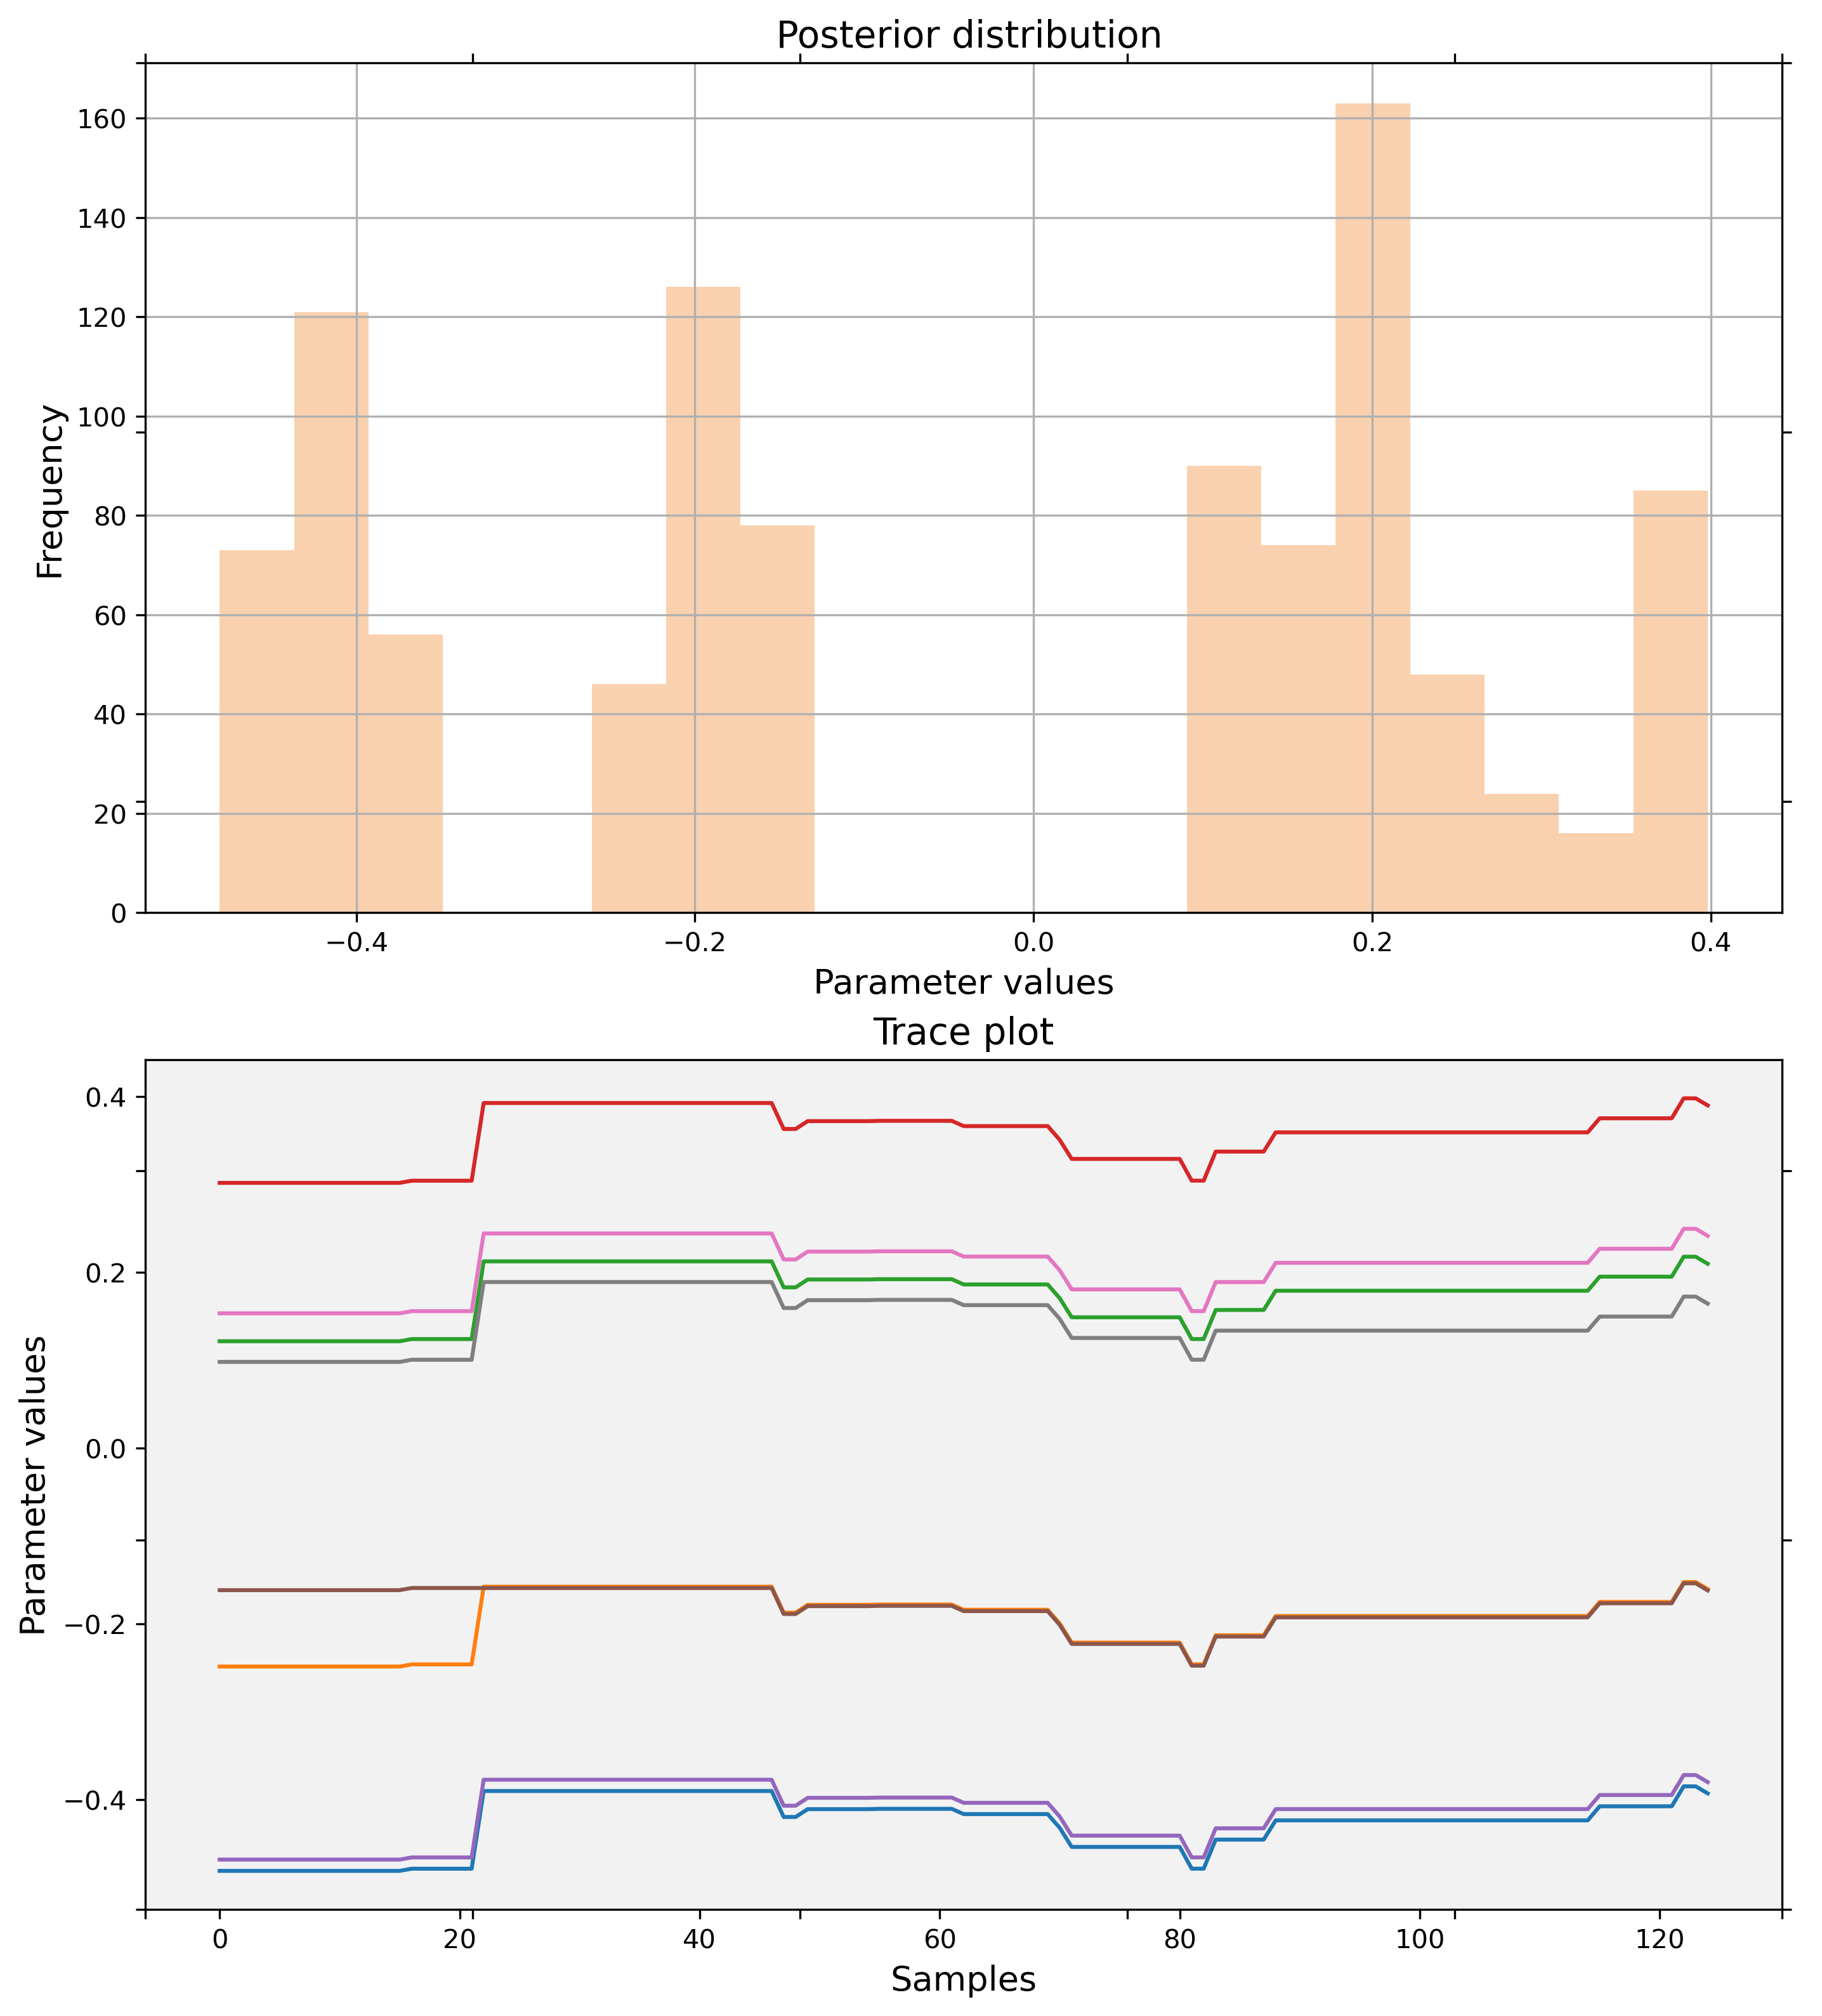 Posterior distribution
160
140
120
100
80
60
40
20
0
Frequency
−0.4 −0.2 0.0 0.2 0.4
Parameter values
Trace plot
0.4
0.2
0.0
−0.2
−0.4
Parameter values
0 20 40 60 80 100 120
Samples